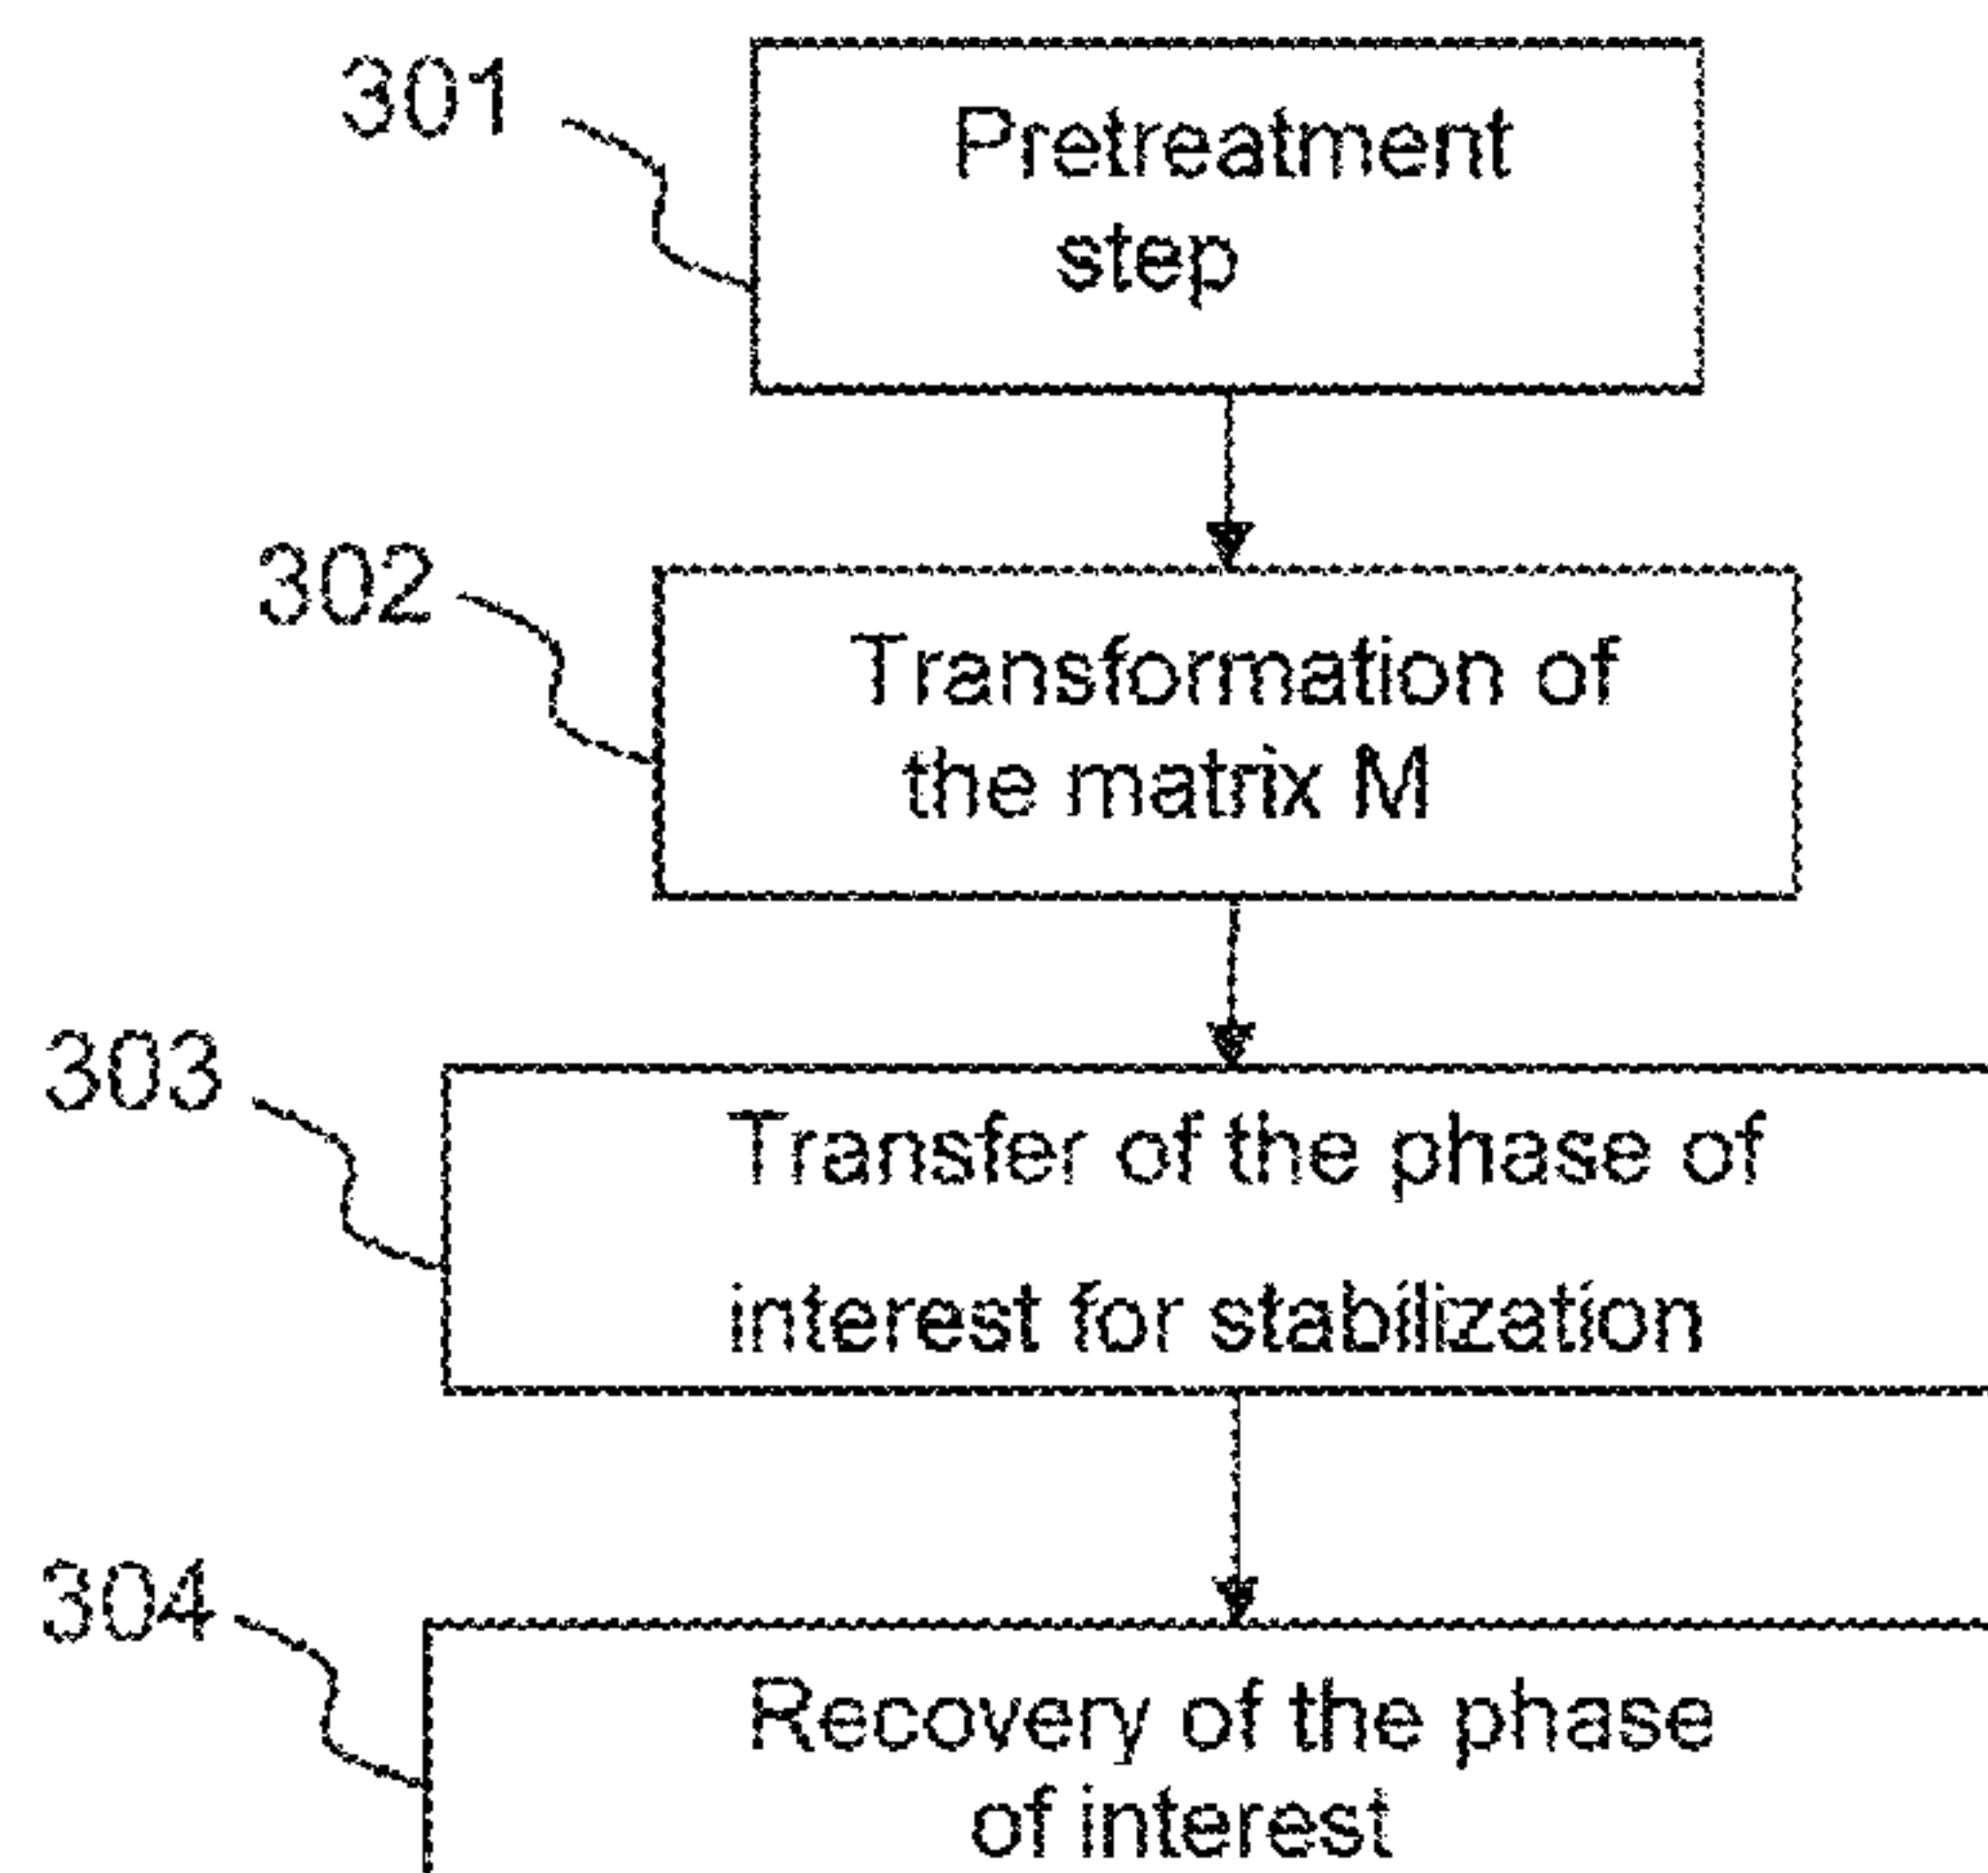 301
Pretreatment
step
302
Transformation of
the matrix M
303
Transfer of the phase of
interest for stabilization
304
Recovery of the phase
of interest